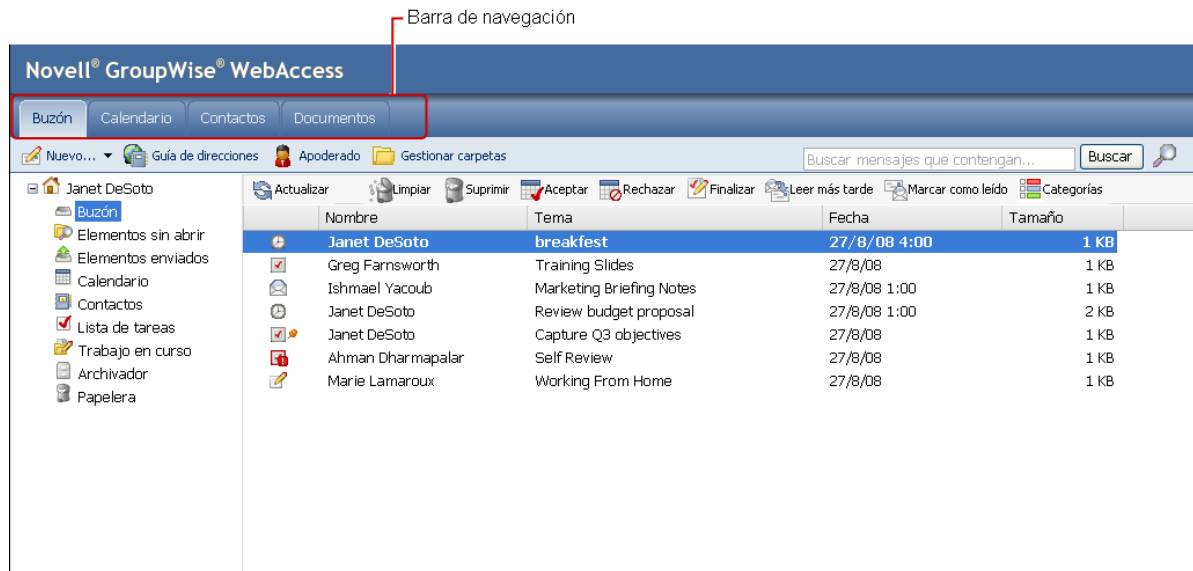 Barra de navegación
Novell® GroupWise® WebAccess
Buzón Calendario Contactos Documentos
Nuevo... Guía de direcciones Apoderado Gestionar carpetas Buscar mensajes que contengan... Buscar
Janet DeSoto
Buzón
Elementos sin abrir
Elementos enviados
Calendario
Contactos
Lista de tareas
Trabajo en curso
Archivador
Papelera
Actualizar Limpiar Suprimir Aceptar Rechazar Finalizar Leer más tarde Marcar como leído Categorías
Nombre Tema Fecha Tamaño
Janet DeSoto breakfest 27/8/08 4:00 1 KB
Greg Farnsworth Training Slides 27/8/08 1 KB
Ishmael Yacoub Marketing Briefing Notes 27/8/08 1:00 1 KB
Janet DeSoto Review budget proposal 27/8/08 1:00 2 KB
Janet DeSoto Capture Q3 objectives 27/8/08 1 KB
Ahman Dharmapalar Self Review 27/8/08 1 KB
Marie Lamaroux Working From Home 27/8/08 1 KB